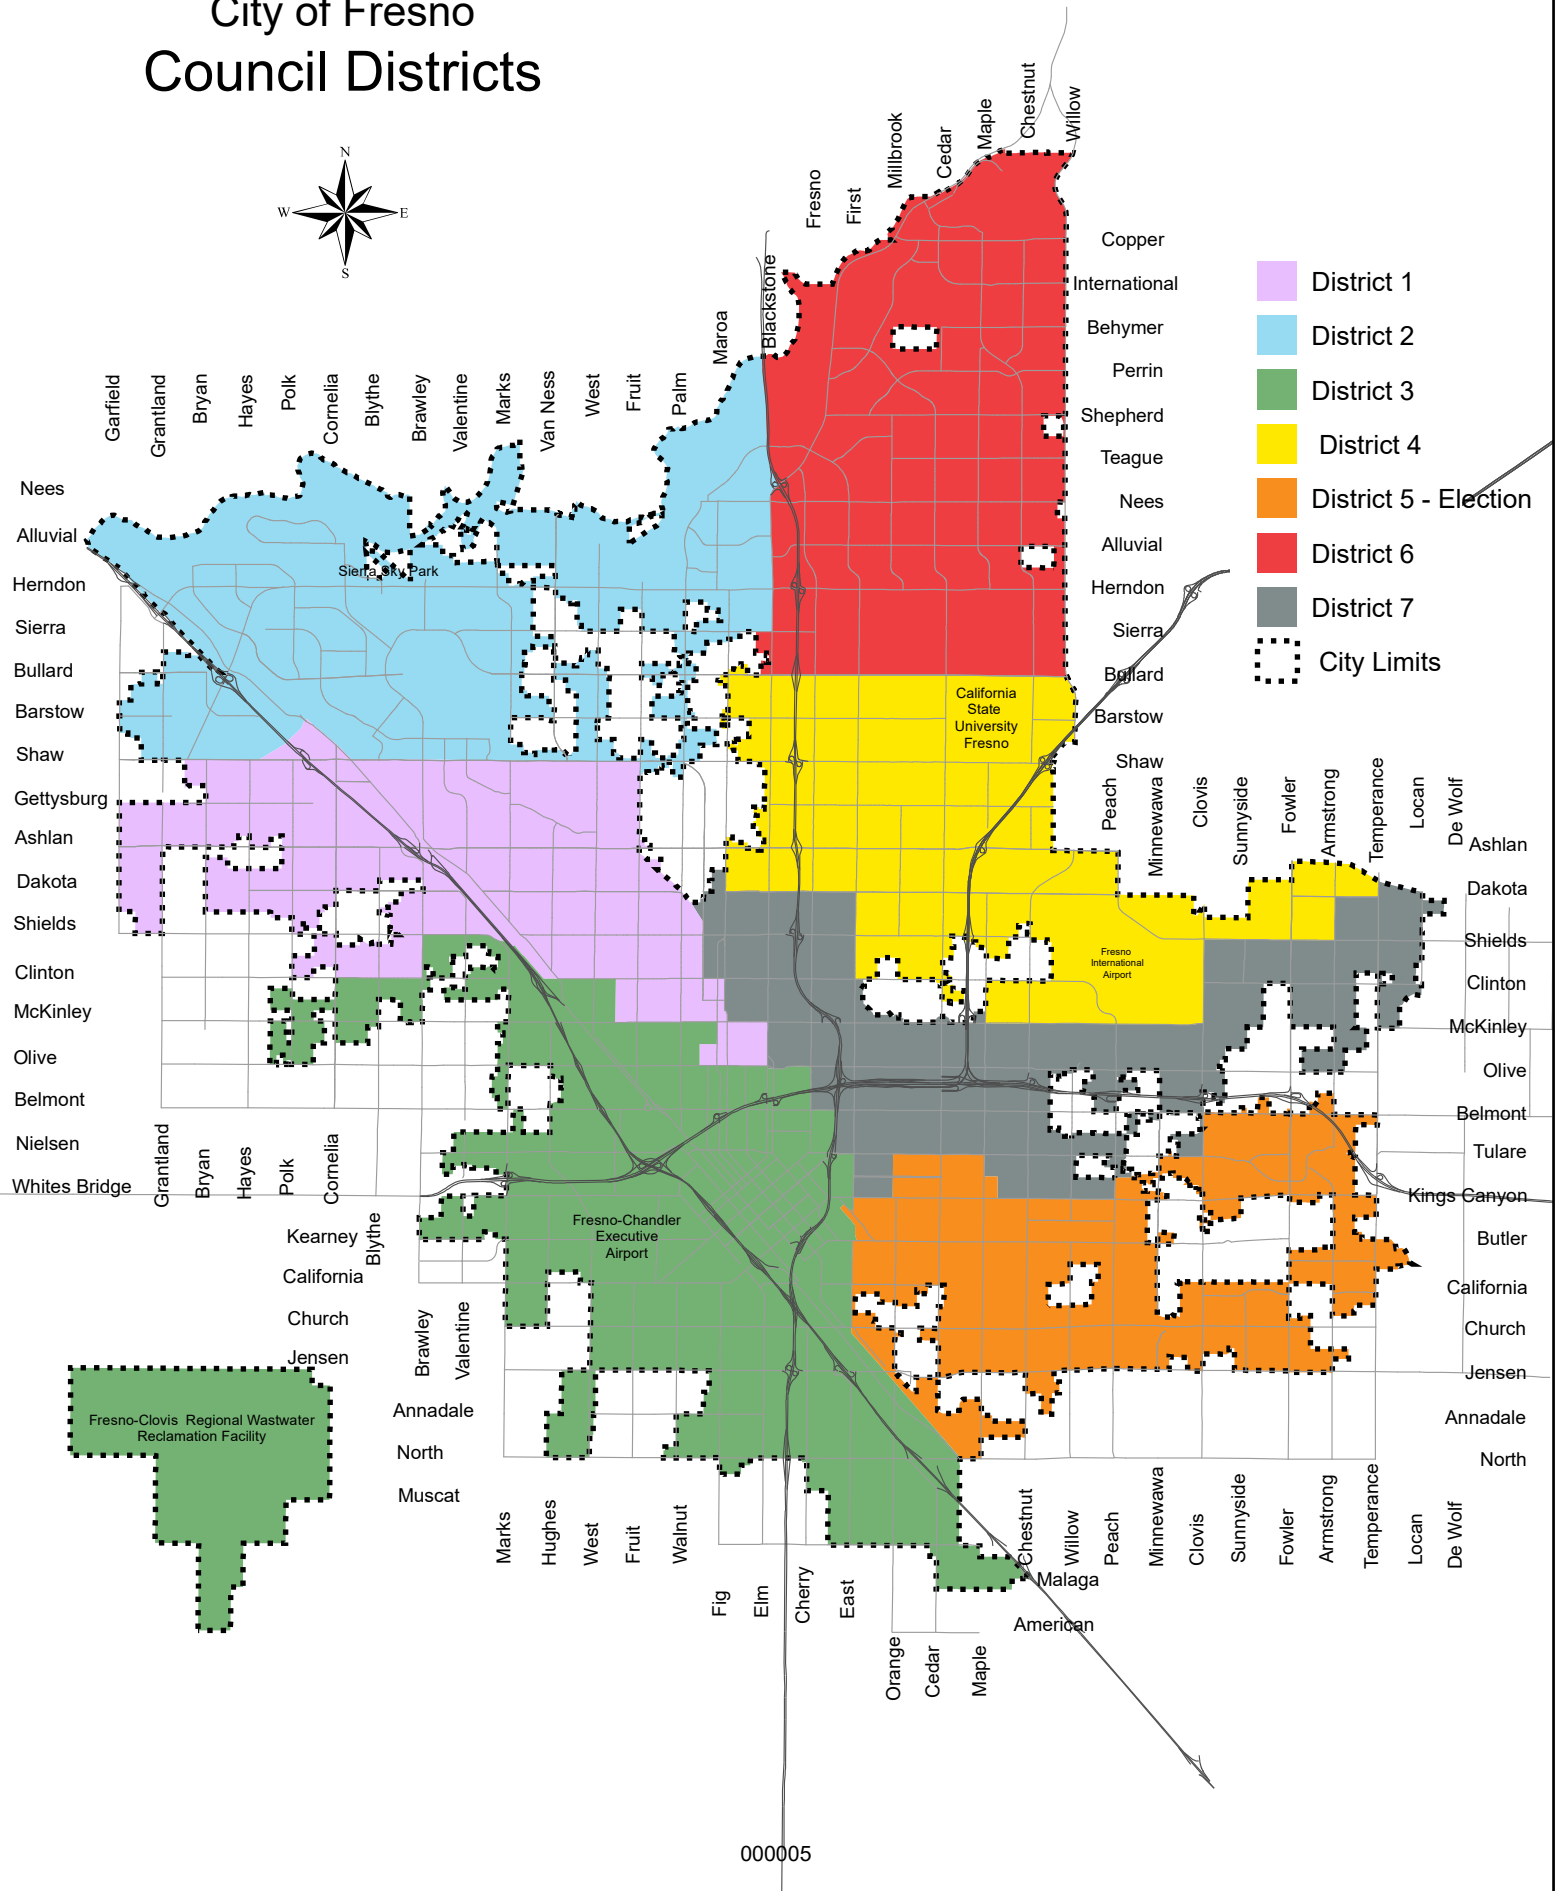 City of Fresno
Council Districts
N
W
E
S
Garfield
Grantland
Bryan
Hayes
Polk
Cornelia
Blythe
Brawley
Valentine
Marks
Van Ness
West
Fruit
Palm
Maroa
Blackstone
Fresno
First
Millbrook
Cedar
Maple
Chestnut
Willow
Copper
International
Behymer
Perrin
Shepherd
Teague
Nees
Alluvial
Herndon
Sierra
Bullard
Barstow
Shaw
District 1
District 2
District 3
District 4
District 5 - Election
District 6
District 7
City Limits
Nees
Alluvial
Herndon
Sierra
Bullard
Barstow
Shaw
Gettysburg
Ashlan
Dakota
Shields
Clinton
McKinley
Olive
Belmont
Nielsen
Whites Bridge
Sierra Sky Park
California
State
University
Fresno
Fresno
International
Airport
Peach
Minnewawa
Clovis
Sunnyside
Fowler
Armstrong
Temperance
Locan
De Wolf
Ashlan
Dakota
Shields
Clinton
McKinley
Olive
Belmont
Tulare
Kings Canyon
Butler
California
Church
Jensen
Annadale
North
Grantland
Bryan
Hayes
Polk
Cornelia
Blythe
Kearney
California
Church
Jensen
Brawley
Valentine
Annadale
North
Muscat
Fresno-Chandler
Executive
Airport
Fresno-Clovis Regional Wastwater
Reclamation Facility
Marks
Hughes
West
Fruit
Walnut
Fig
Elm
Cherry
East
Orange
Cedar
Maple
Chestnut
Willow
Peach
Minnewawa
Clovis
Sunnyside
Fowler
Armstrong
Temperance
Locan
De Wolf
Malaga
American
000005